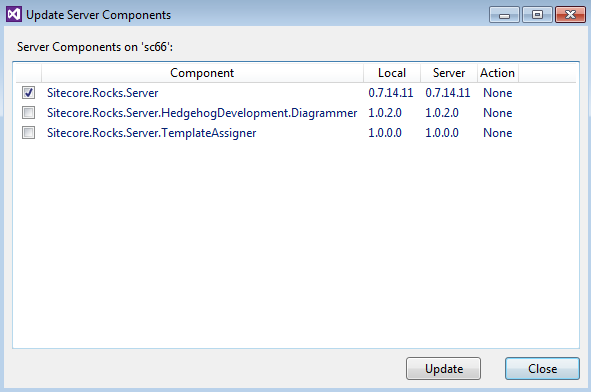 Update Server Components
Server Components on 'sc66':
Component Local Server Action
Sitecore.Rocks.Server 0.7.14.11 0.7.14.11 None
Sitecore.Rocks.Server.HedgehogDevelopment.Diagrammer 1.0.2.0 1.0.2.0 None
Sitecore.Rocks.Server.TemplateAssigner 1.0.0.0 1.0.0.0 None
Update Close